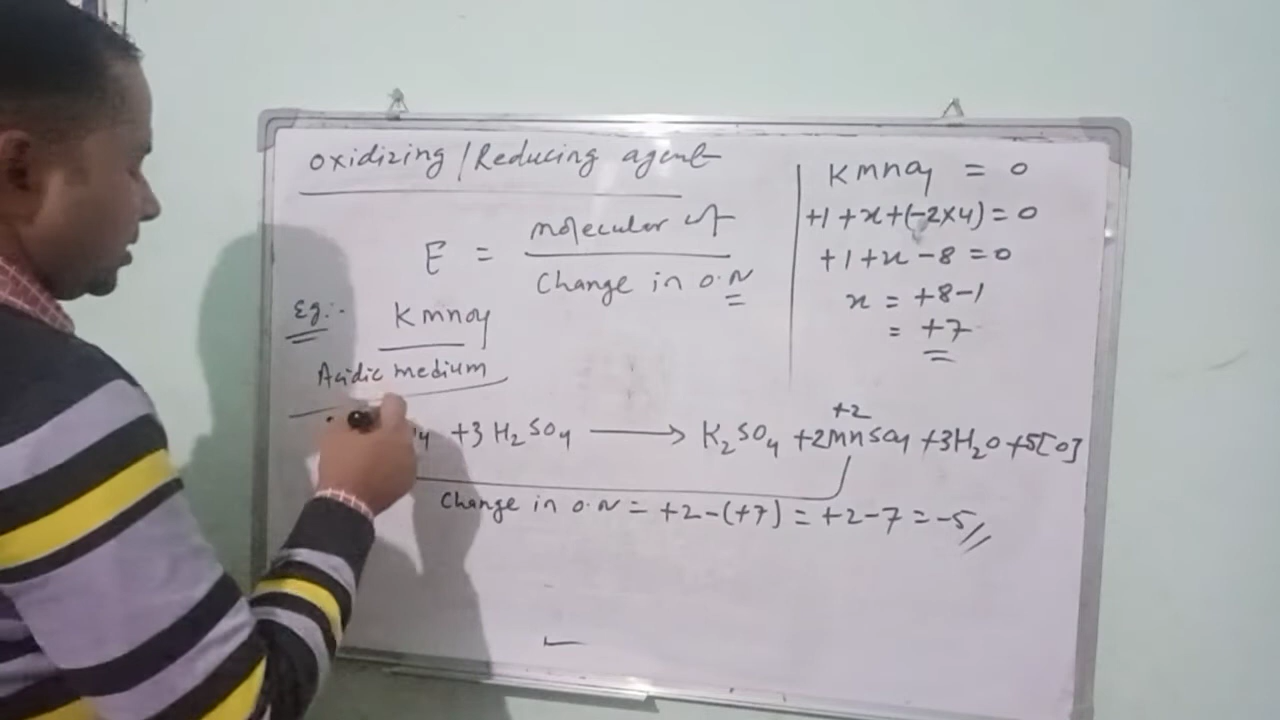 Oxidizing / Reducing agent
E = molecular wt / Change in O.N
Eg:-
KMnO4
Acidic medium
4 +3 H2SO4 → K2SO4 +2MnSO4 +3H2O +5[O]
+2
Change in O.N = +2-(+7) = +2-7 = -5//
KMnO4 = 0
+1 +x+(-2x4) = 0
+1+x -8 =0
x = +8-1
= +7